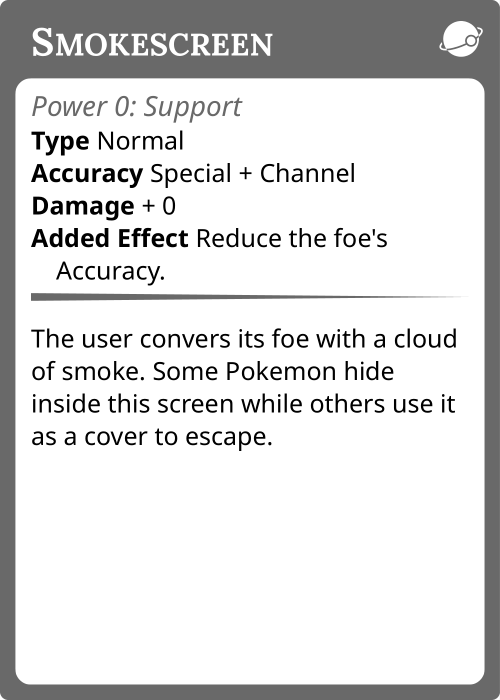 Smokescreen
Power 0: Support
Type Normal
Accuracy Special + Channel
Damage + 0
Added Effect Reduce the foe's
Accuracy.
The user convers its foe with a cloud
of smoke. Some Pokemon hide
inside this screen while others use it
as a cover to escape.